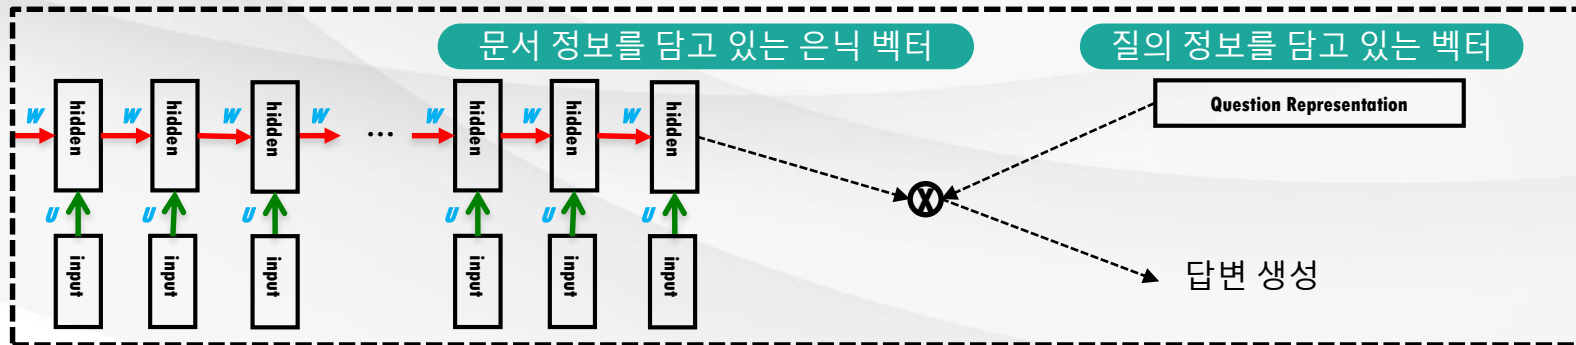 문서 정보를 담고 있는 은닉 벡터
질의 정보를 담고 있는 벡터
Question Representation
W W W W ... W W W
hidden hidden hidden hidden hidden hidden
U U U U U U
input input input input input input
X
답변 생성